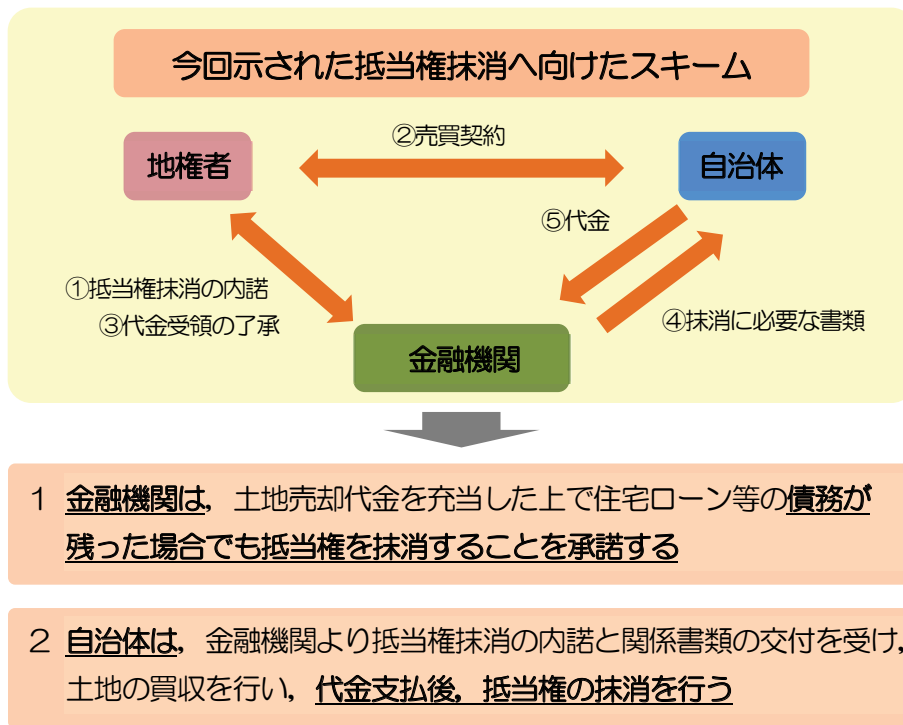 今回示された抵当権抹消へ向けたスキーム
②売買契約
地権者
自治体
⑤代金
①抵当権抹消の内諾
③代金受領の了承
④抹消に必要な書類
金融機関
1 金融機関は，土地売却代金を充当した上で住宅ローン等の債務が
残った場合でも抵当権を抹消することを承諾する
2 自治体は，金融機関より抵当権抹消の内諾と関係書類の交付を受け，
土地の買収を行い，代金支払後，抵当権の抹消を行う